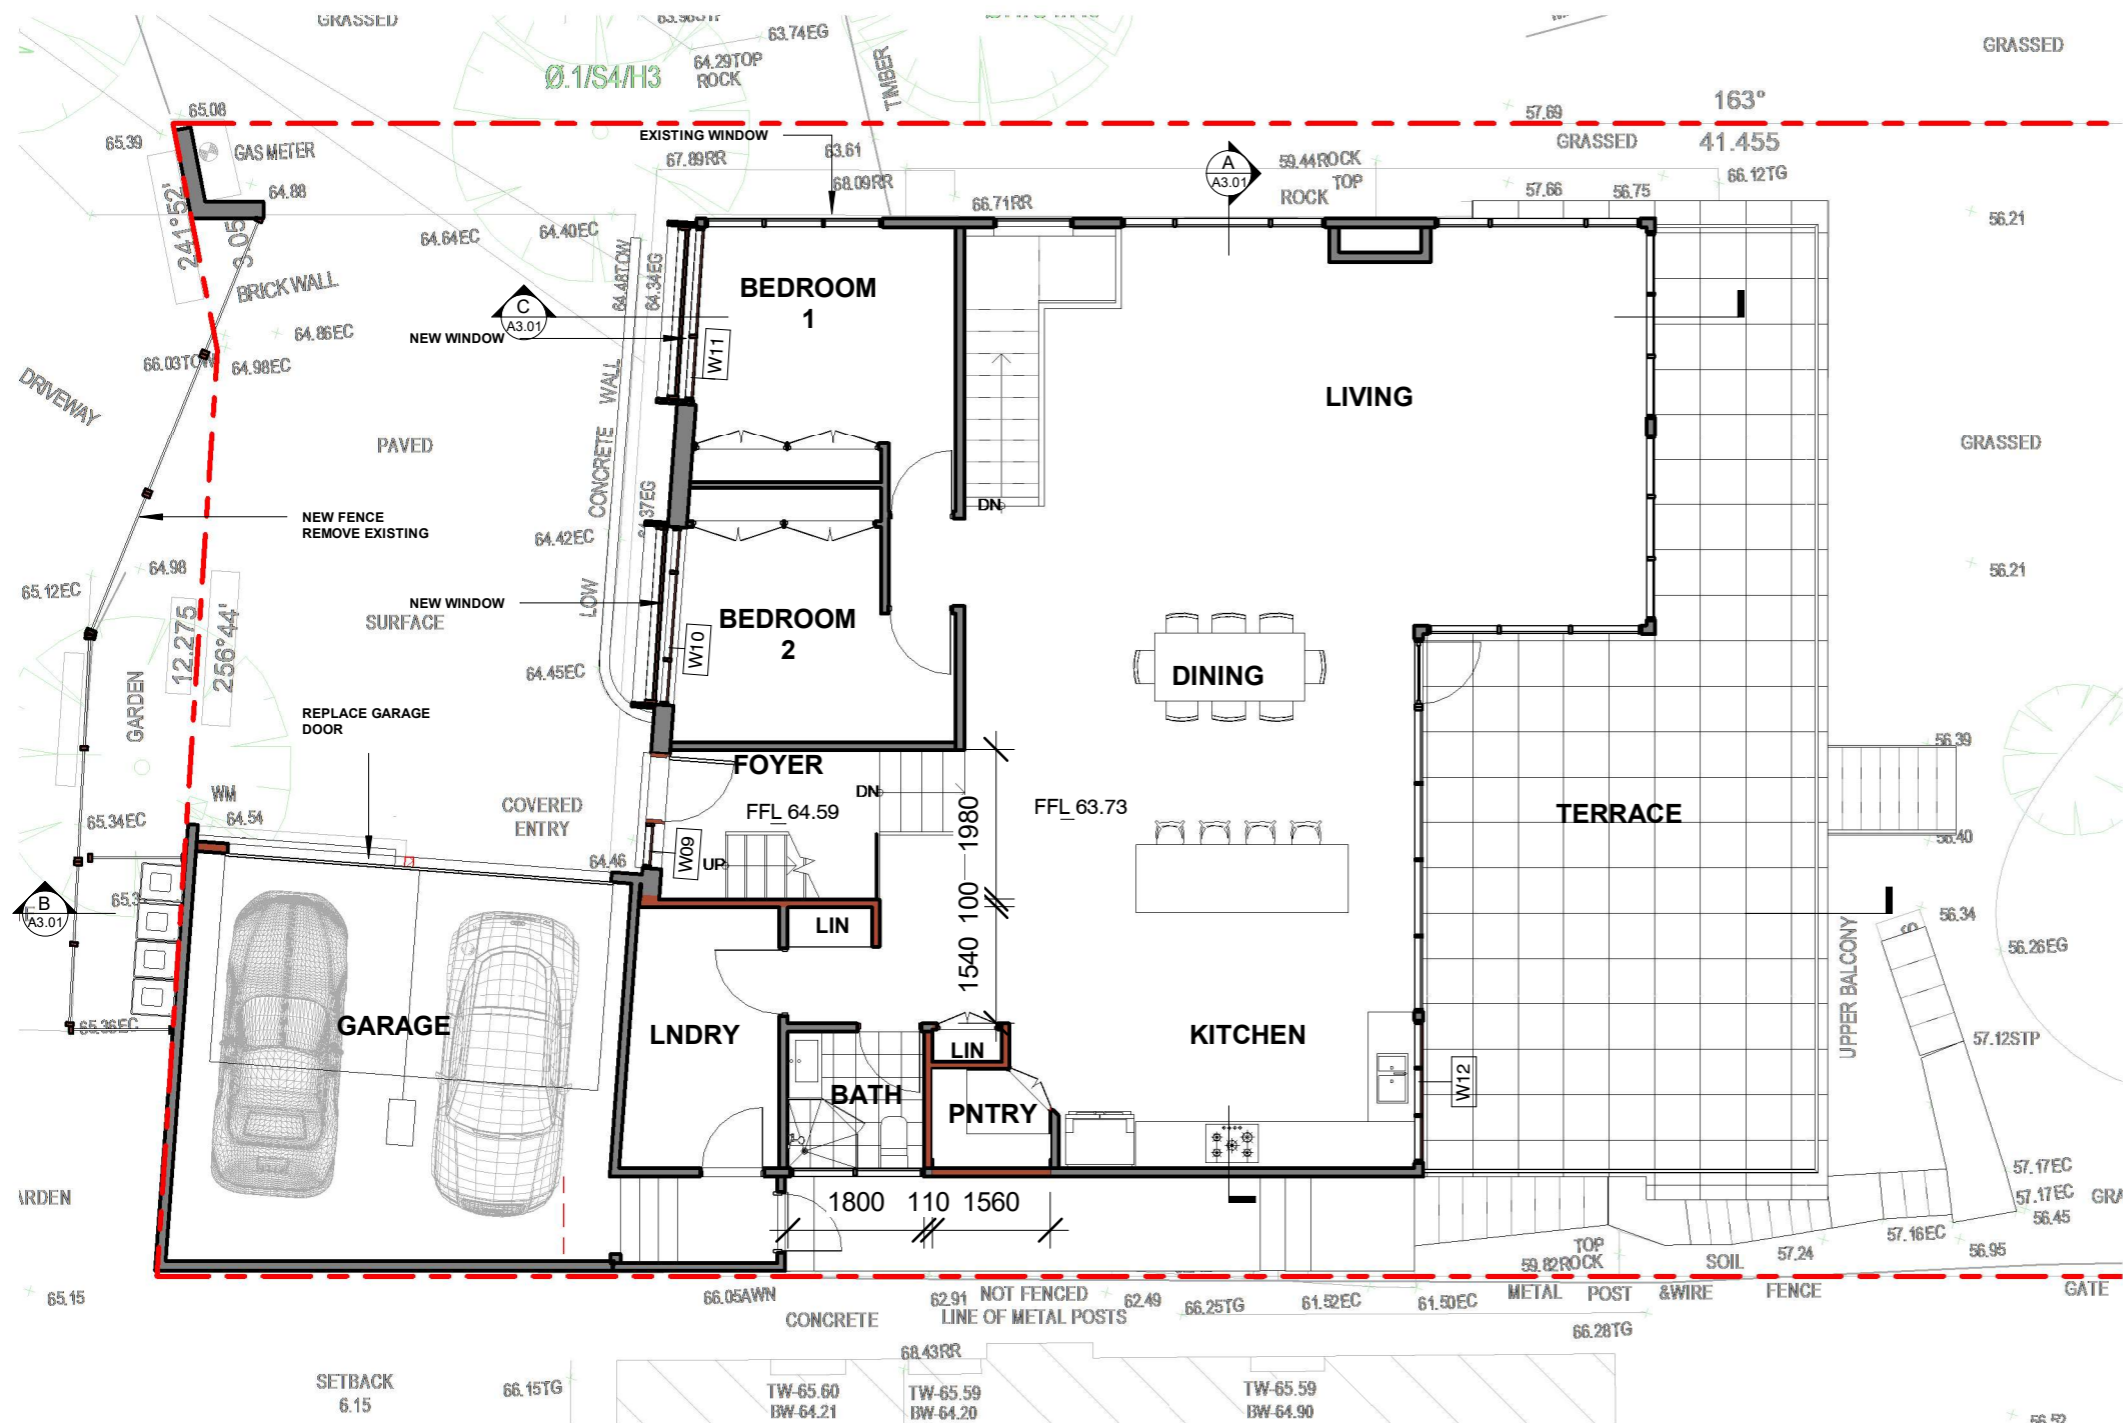 GRASSED
63.74EG
64.29TOP
ROCK
Ø.1/S4/H3
TIMBER
GRASSED
163°
41.455
57.69
GRASSED
65.08
65.39
GAS METER
64.88
EXISTING WINDOW
67.89RR
63.61
68.09RR
66.71RR
A
A3.01
59.44ROCK
TOP
ROCK
57.66
56.75
66.12TG
56.21
241°52'
3.05
BRICK WALL
64.64EC
64.40EC
64.48TOW
64.34EG
BEDROOM
1
C
A3.01
NEW WINDOW
W11
64.86EC
66.03TOW
64.98EC
DRIVEWAY
LIVING
PAVED
LOW CONCRETE WALL
GRASSED
64.37EG
DN
NEW FENCE
REMOVE EXISTING
64.42EC
64.98
65.12EC
56.21
12.275
256°44'
SURFACE
NEW WINDOW
BEDROOM
2
W10
64.45EC
DINING
GARDEN
REPLACE GARAGE
DOOR
FOYER
DN
FFL 64.59
1980
FFL 63.73
TERRACE
56.39
56.40
WM
64.54
65.34EC
COVERED
ENTRY
64.46
W09
UP
B
A3.01
65.3
LIN
100
1540
56.34
56.26EG
UPPER BALCONY
S
65.36EC
GARAGE
LNDRY
LIN
KITCHEN
57.12STP
BATH
PNTRY
W12
1800
110
1560
57.17EC
57.17EC
56.45
GRA
ARDEN
57.16EC
56.95
TOP
59.82ROCK
SOIL
57.24
65.15
66.05AWN
CONCRETE
62.91
NOT FENCED
LINE OF METAL POSTS
62.49
66.25TG
61.52EC
61.50EC
METAL POST &WIRE FENCE
GATE
66.28TG
68.43RR
SETBACK
6.15
66.15TG
TW-65.60
BW-64.21
TW-65.59
BW-64.20
TW-65.59
BW-64.90